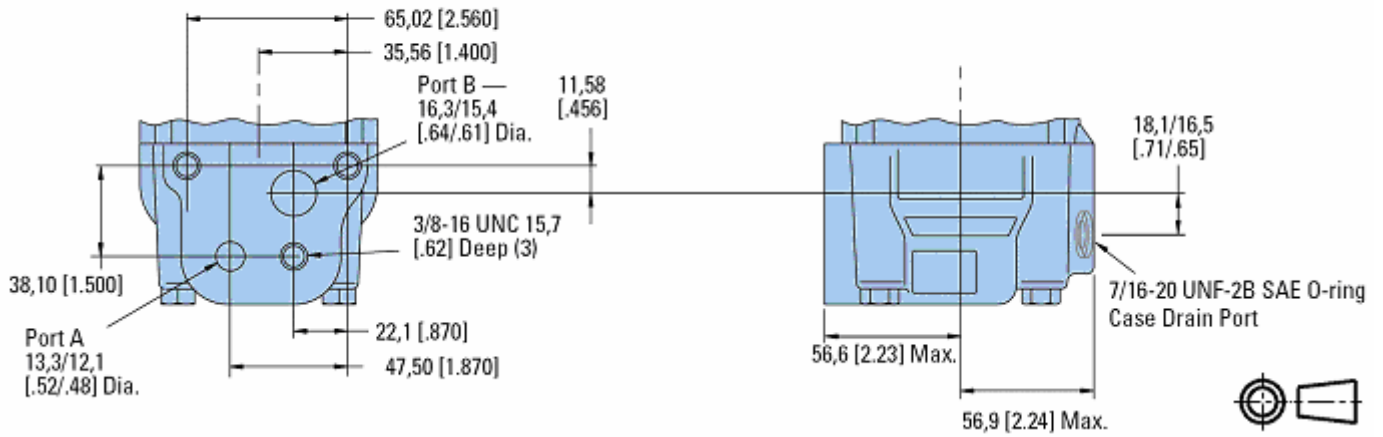 65,02 [2.560]
35,56 [1.400]
Port B —
16,3/15,4
[.64/.61] Dia.
11,58
[.456]
18,1/16,5
[.71/.65]
3/8-16 UNC 15,7
[.62] Deep (3)
38,10 [1.500]
7/16-20 UNF-2B SAE O-ring
Case Drain Port
Port A
13,3/12,1
[.52/.48] Dia.
22,1 [.870]
47,50 [1.870]
56,6 [2.23] Max.
56,9 [2.24] Max.